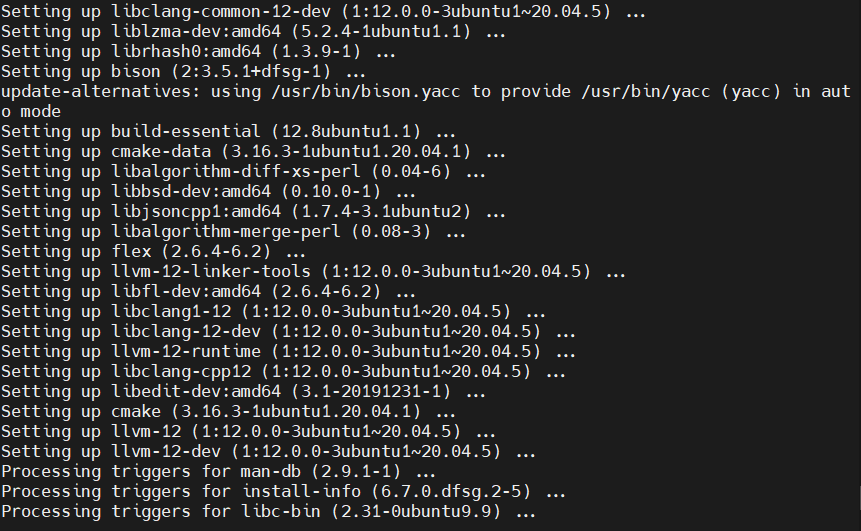 Setting up libclang-common-12-dev (1:12.0.0-3ubuntu1~20.04.5) ...
Setting up liblzma-dev:amd64 (5.2.4-1ubuntu1.1) ...
Setting up librhash0:amd64 (1.3.9-1) ...
Setting up bison (2:3.5.1+dfsg-1) ...
update-alternatives: using /usr/bin/bison.yacc to provide /usr/bin/yacc (yacc) in aut
o mode
Setting up build-essential (12.8ubuntu1.1) ...
Setting up cmake-data (3.16.3-1ubuntu1.20.04.1) ...
Setting up libalgorithm-diff-xs-perl (0.04-6) ...
Setting up libbsd-dev:amd64 (0.10.0-1) ...
Setting up libjsoncpp1:amd64 (1.7.4-3.1ubuntu2) ...
Setting up libalgorithm-merge-perl (0.08-3) ...
Setting up flex (2.6.4-6.2) ...
Setting up llvm-12-linker-tools (1:12.0.0-3ubuntu1~20.04.5) ...
Setting up libfl-dev:amd64 (2.6.4-6.2) ...
Setting up libclang1-12 (1:12.0.0-3ubuntu1~20.04.5) ...
Setting up libclang-12-dev (1:12.0.0-3ubuntu1~20.04.5) ...
Setting up llvm-12-runtime (1:12.0.0-3ubuntu1~20.04.5) ...
Setting up libclang-cpp12 (1:12.0.0-3ubuntu1~20.04.5) ...
Setting up libedit-dev:amd64 (3.1-20191231-1) ...
Setting up cmake (3.16.3-1ubuntu1.20.04.1) ...
Setting up llvm-12 (1:12.0.0-3ubuntu1~20.04.5) ...
Setting up llvm-12-dev (1:12.0.0-3ubuntu1~20.04.5) ...
Processing triggers for man-db (2.9.1-1) ...
Processing triggers for install-info (6.7.0.dfsg.2-5) ...
Processing triggers for libc-bin (2.31-0ubuntu9.9) ...